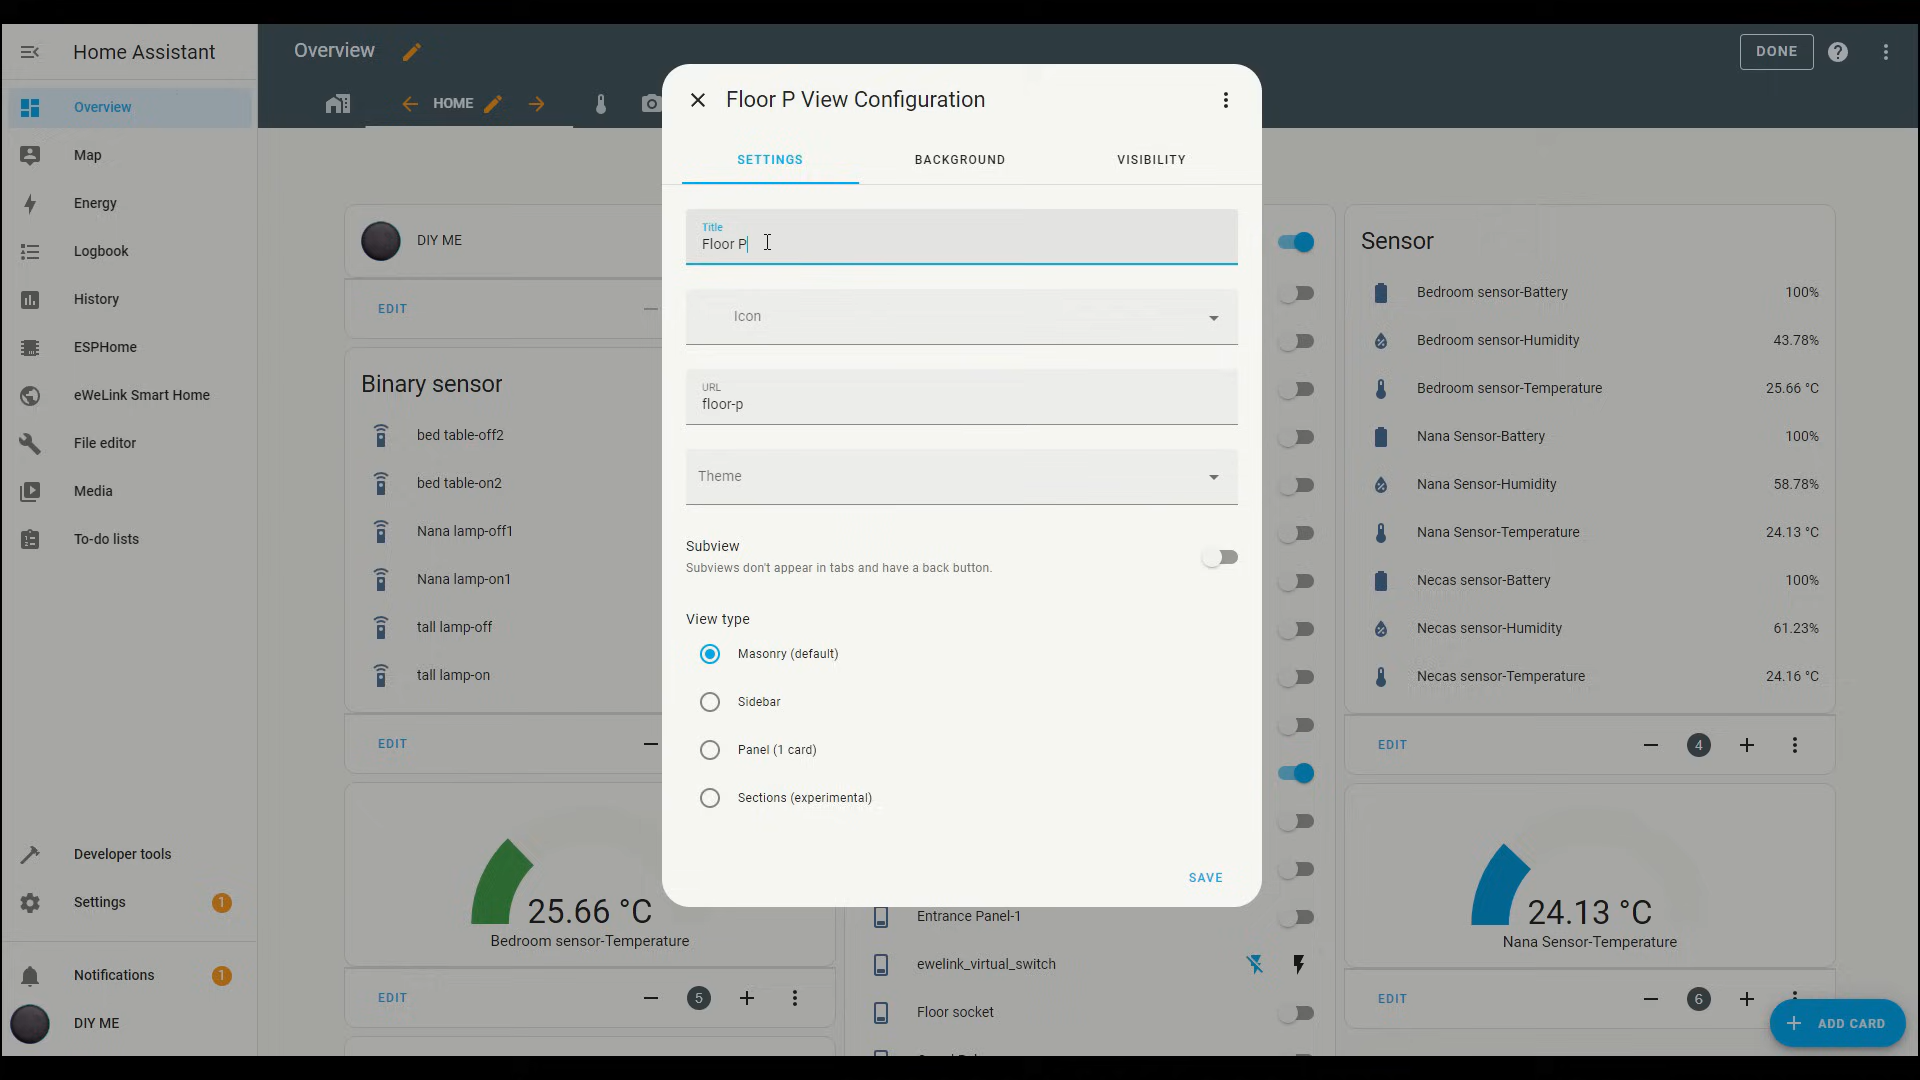 Home Assistant
Overview
Map
Energy
Logbook
History
ESPHome
eWeLink Smart Home
File editor
Media
To-do lists
Developer tools
Settings
1
Notifications
1
DIY ME
Overview
HOME
DONE
DIY ME
EDIT
Binary sensor
bed table-off2
bed table-on2
Nana lamp-off1
Nana lamp-on1
tall lamp-off
tall lamp-on
EDIT
25.66 °C
Bedroom sensor-Temperature
EDIT
5
Floor P View Configuration
SETTINGS
BACKGROUND
VISIBILITY
Title
Floor P
Icon
URL
floor-p
Theme
Subview
Subviews don't appear in tabs and have a back button.
View type
Masonry (default)
Sidebar
Panel (1 card)
Sections (experimental)
SAVE
Entrance Panel-1
ewelink_virtual_switch
Floor socket
Sensor
Bedroom sensor-Battery 100%
Bedroom sensor-Humidity 43.78%
Bedroom sensor-Temperature 25.66 °C
Nana Sensor-Battery 100%
Nana Sensor-Humidity 58.78%
Nana Sensor-Temperature 24.13 °C
Necas sensor-Battery 100%
Necas sensor-Humidity 61.23%
Necas sensor-Temperature 24.16 °C
EDIT
4
24.13 °C
Nana Sensor-Temperature
EDIT
6
ADD CARD